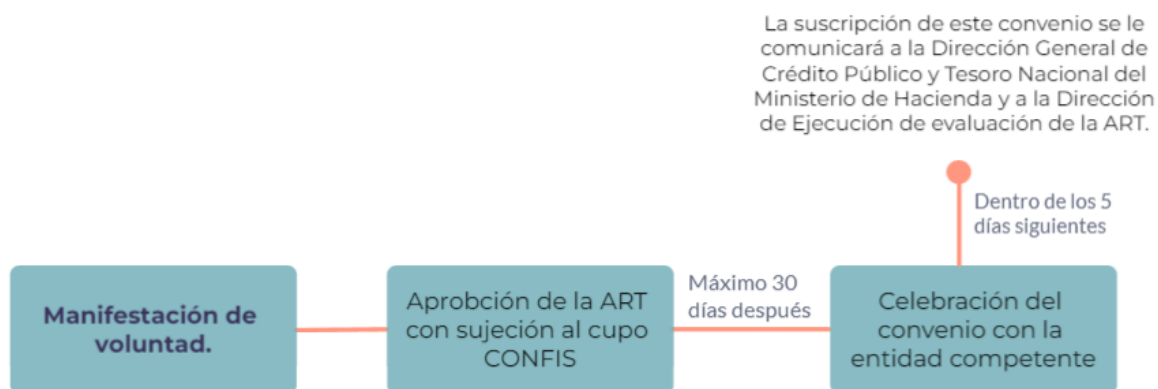 La suscripción de este convenio se le
comunicará a la Dirección General de
Crédito Público y Tesoro Nacional del
Ministerio de Hacienda y a la Dirección
de Ejecución de evaluación de la ART.
Dentro de los 5
días siguientes
Manifestación de
voluntad.
Aprobción de la ART
con sujeción al cupo
CONFIS
Máximo 30
días después
Celebración del
convenio con la
entidad competente